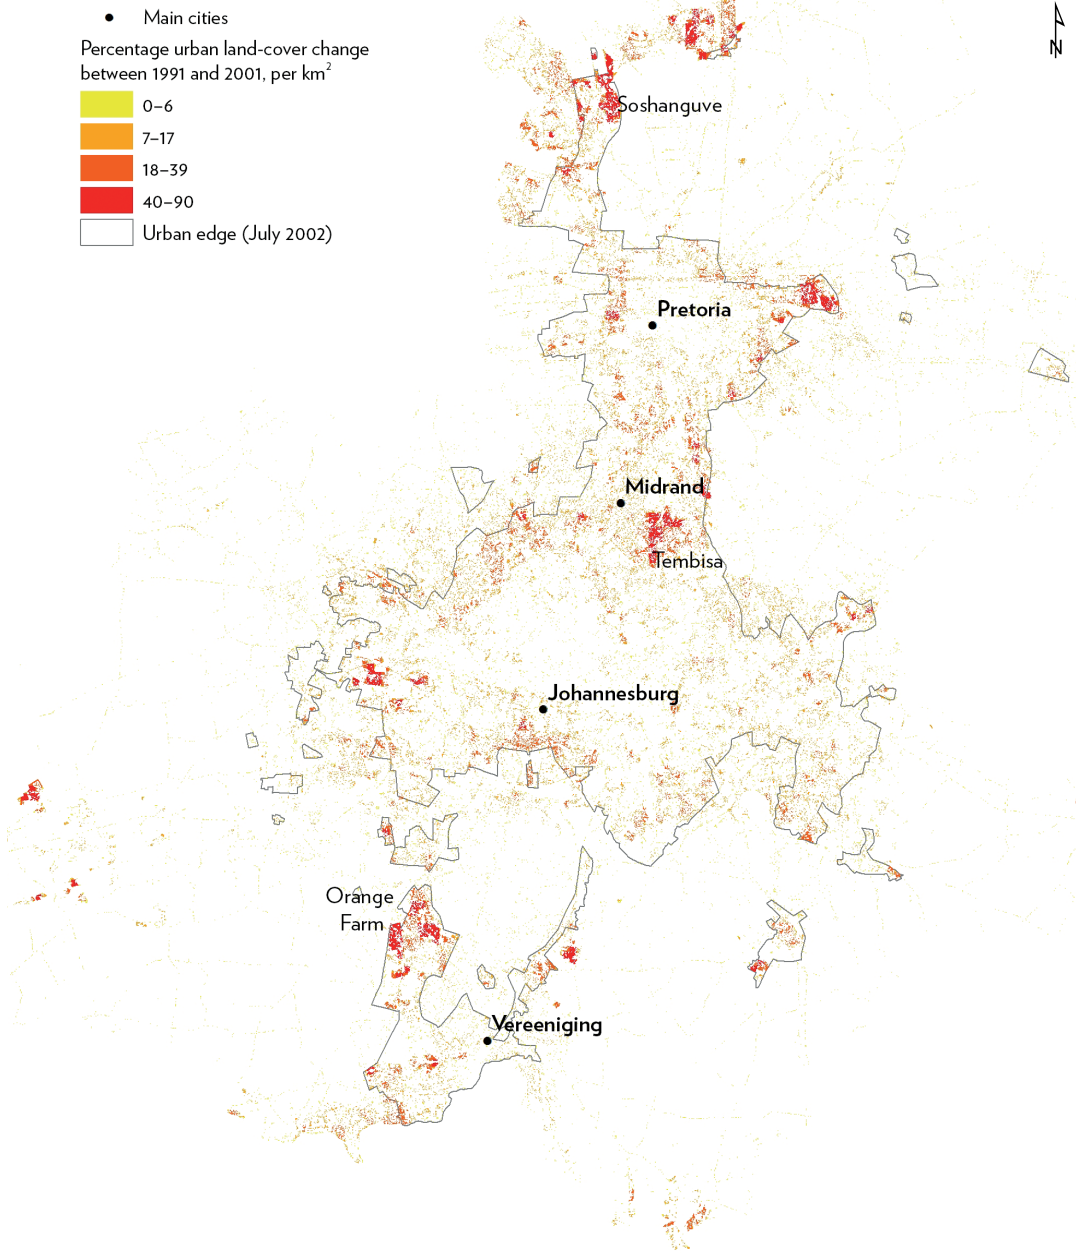 Main cities
Percentage urban land-cover change
between 1991 and 2001, per km²
0–6
7–17
18–39
40–90
Urban edge (July 2002)
N
Soshanguve
Pretoria
Midrand
Tembisa
Johannesburg
Orange
Farm
Vereeniging